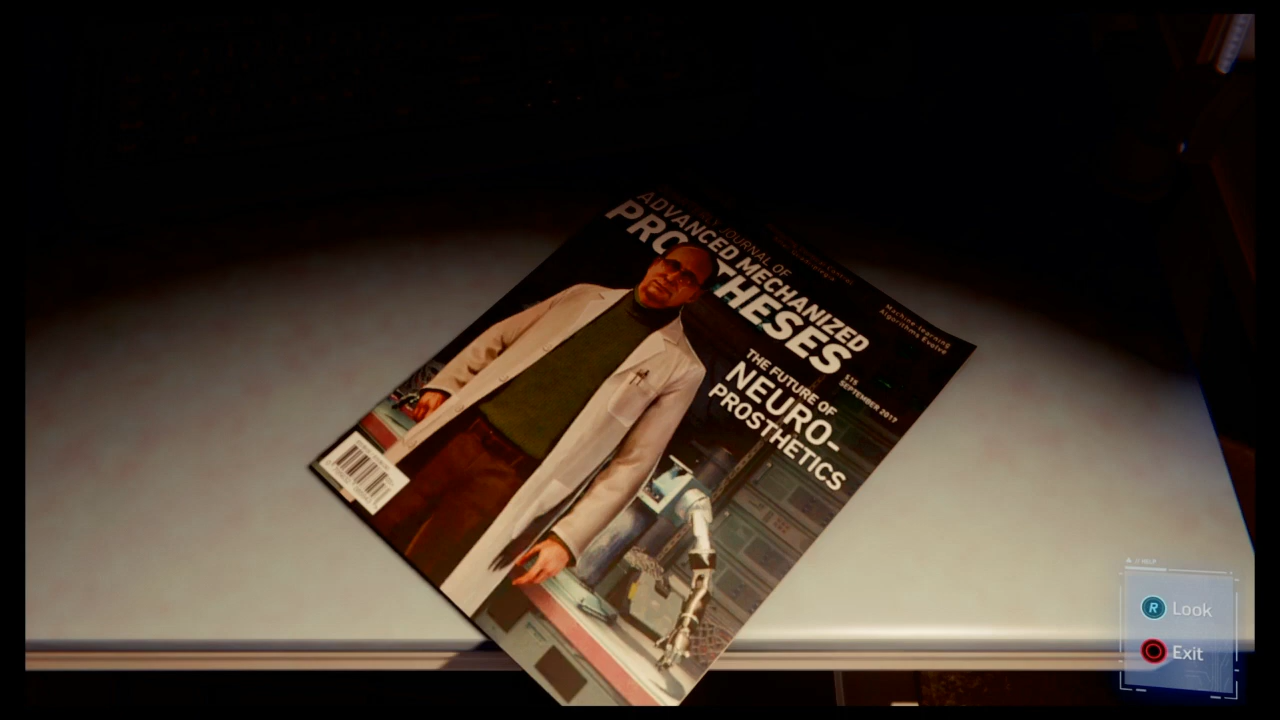 JOURNAL OF
ADVANCED MECHANIZED
PROSTHESES
Machine learning
Algorithms Evolve
$15
SEPTEMBER 2017
THE FUTURE OF
NEURO-
PROSTHETICS
HELP
R Look
Exit